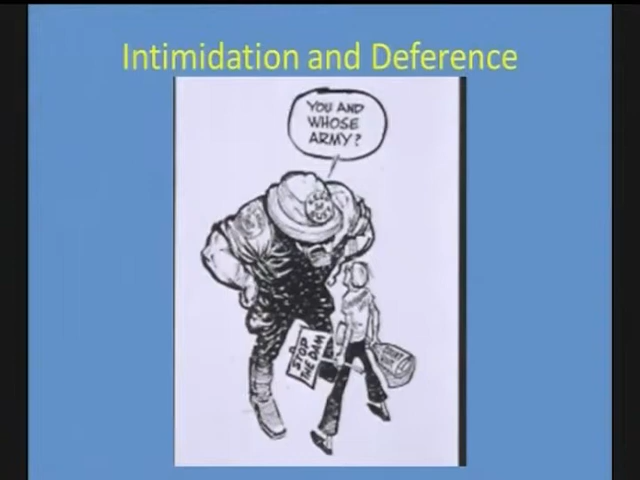 Intimidation and Deference
YOU AND
WHOSE
ARMY?
STOP
THE DAM